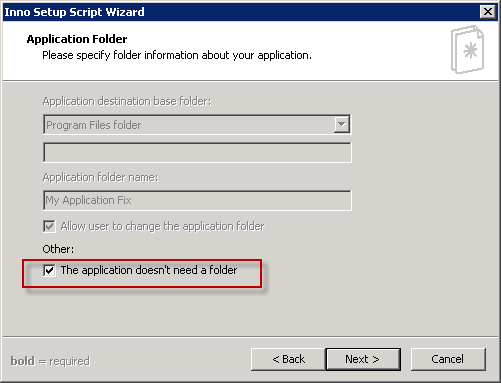 Inno Setup Script Wizard
Application Folder
Please specify folder information about your application.
Application destination base folder:
Program Files folder
Application folder name:
My Application Fix
Allow user to change the application folder
Other:
The application doesn't need a folder
bold = required
< Back
Next >
Cancel